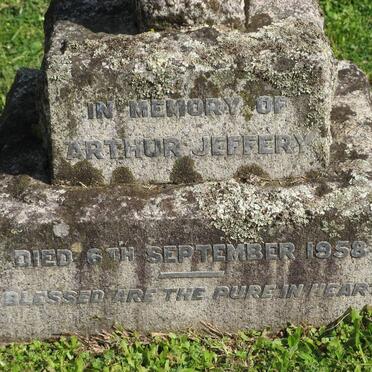 IN MEMORY OF
ARTHUR JEFFERY
DIED 6TH SEPTEMBER 1958
BLESSED ARE THE PURE IN HEART